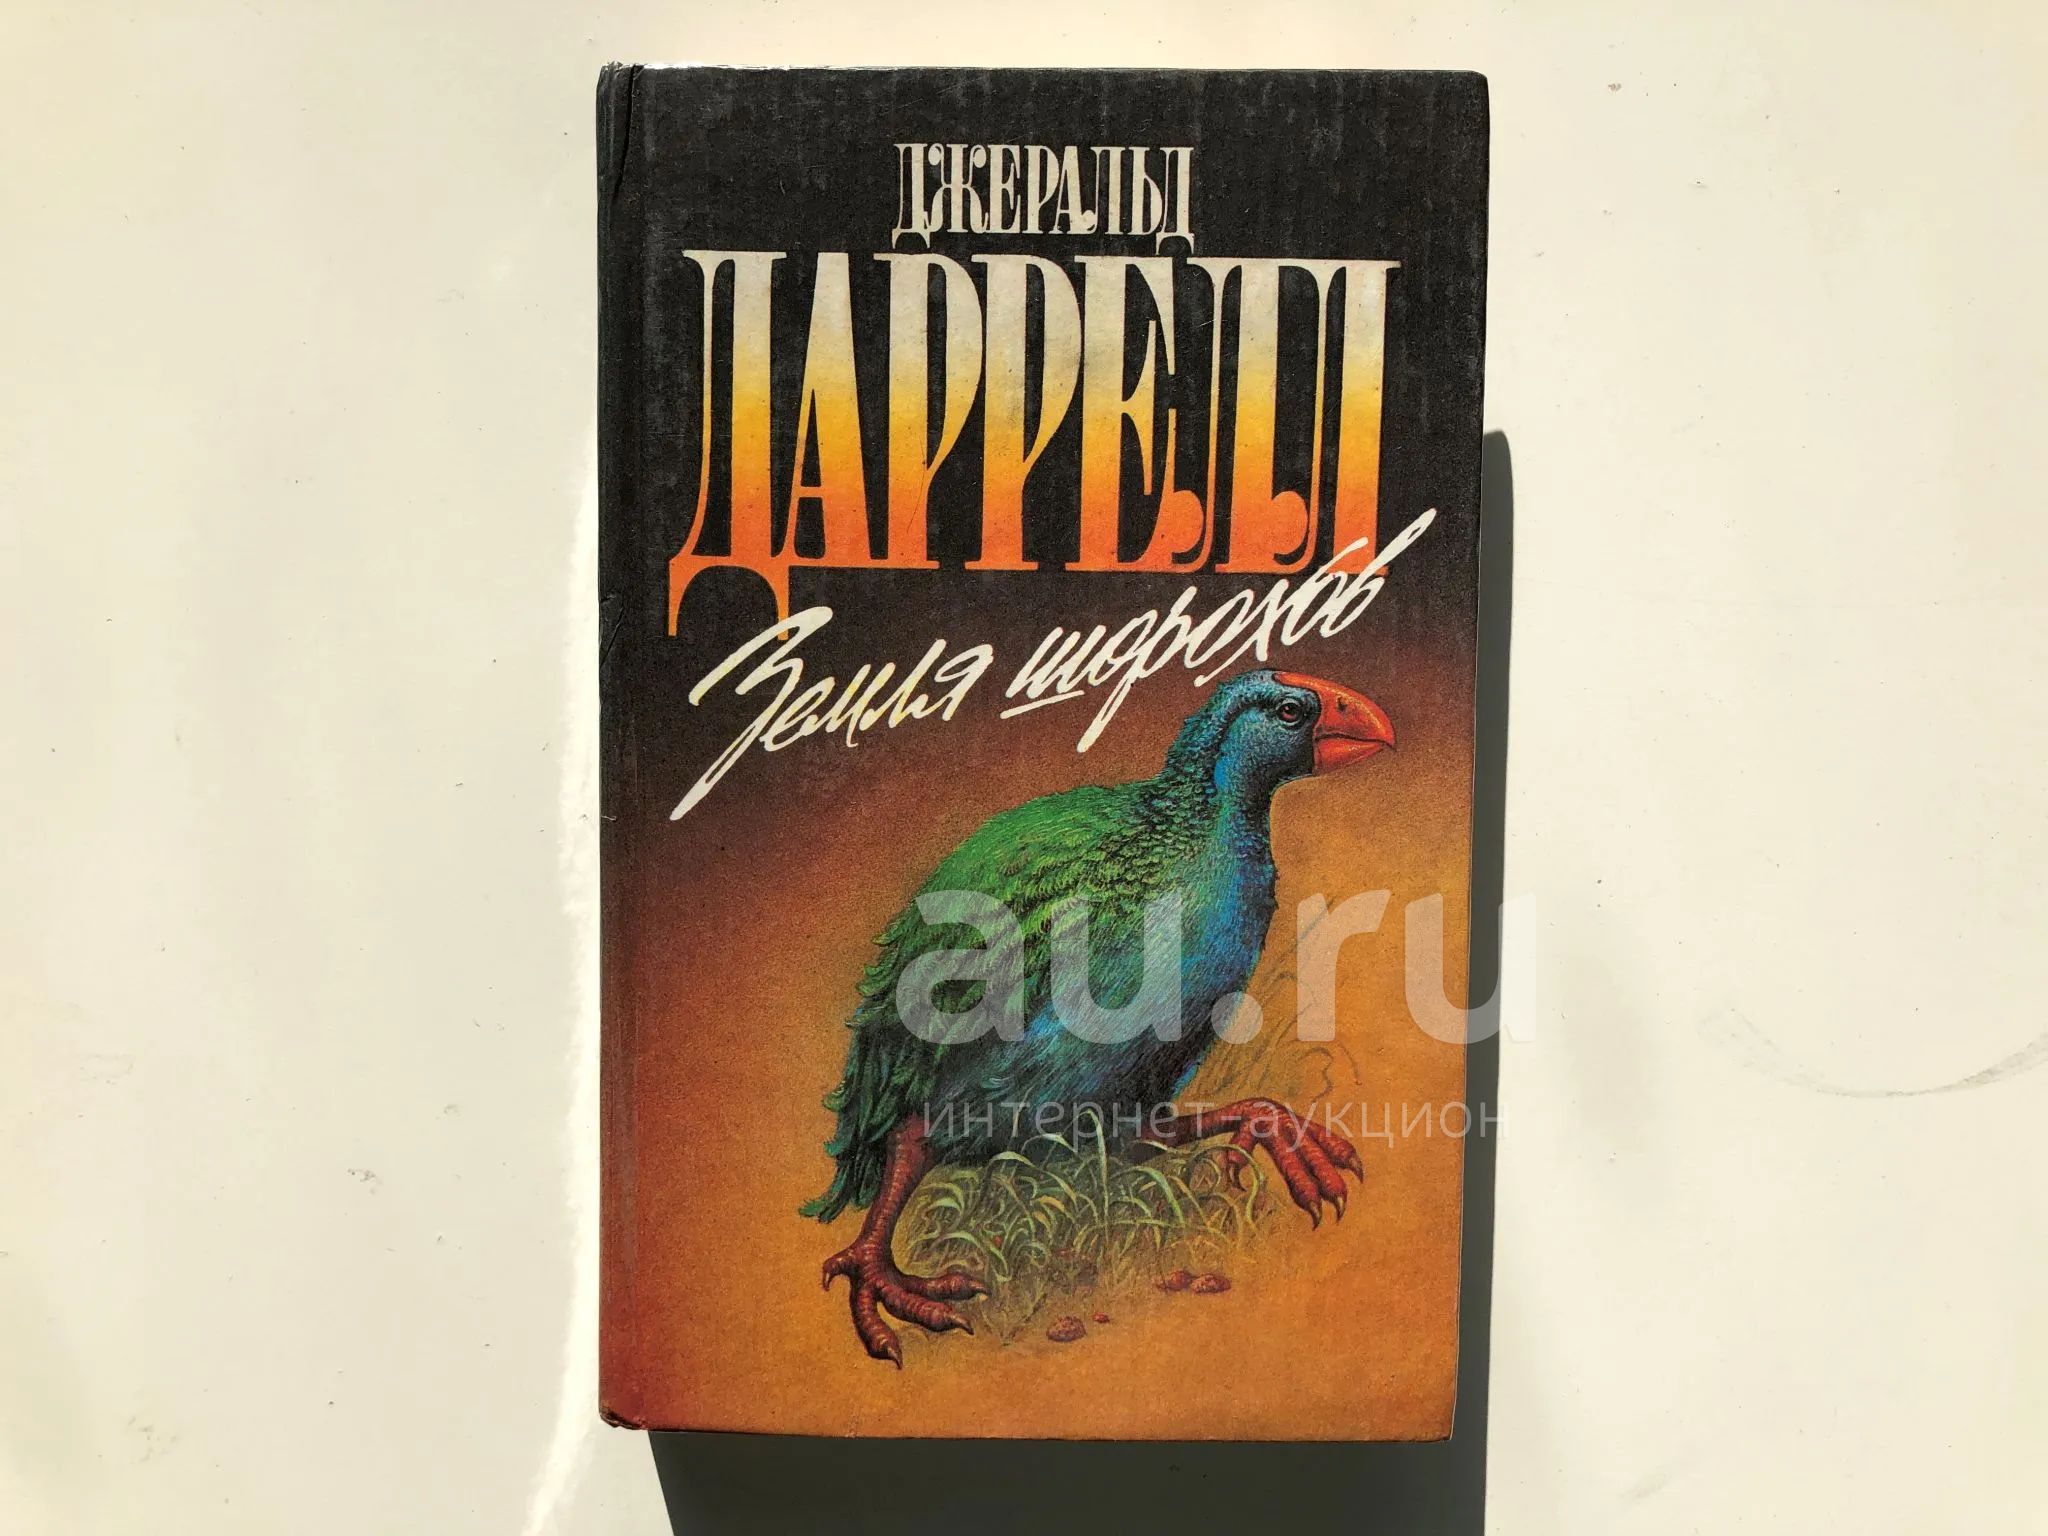 ДЖЕРАЛЬД
ДАРРЕЛЛ
Земля шорохов
au.ru
интернет-аукцион